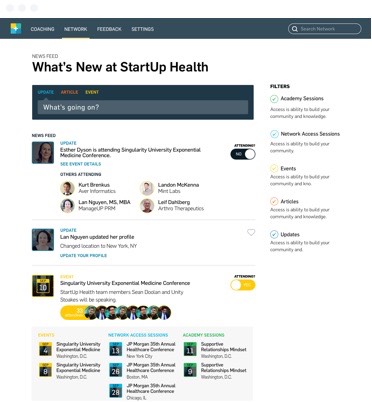 COACHING NETWORK FEEDBACK SETTINGS
Search Network
NEWS FEED
What's New at StartUp Health
UPDATE ARTICLE EVENT
What's going on?
NEWS FEED
UPDATE
Esther Dyson is attending Singularity University Exponential
Medicine Conference.
SEE EVENT DETAILS
ATTENDING?
NO
OTHERS ATTENDING
Kurt Brenkus
Aver Informatics
Landon McKenna
Mint Labs
Lan Nguyen, MS, MBA
ManageUP PRM
Leif Dahlberg
Arthro Therapeutics
UPDATE
Lan Nguyen updated her profile
Changed location to New York, NY
UPDATE YOUR PROFILE
EVENT
Singularity University Exponential Medicine Conference
StartUp Health team members Sean Doolan and Unity
Stoakes will be speaking.
ATTENDING?
10
EVENTS
4
Singularity University
Exponential Medicine
Washington, D.C.
8
Singularity University
Exponential Medicine
Washington, D.C.
NETWORK ACCESS SESSIONS
13
JP Morgan 35th Annual
Healthcare Conference
New York City
26
JP Morgan 35th Annual
Healthcare Conference
Boston, MA
28
JP Morgan 35th Annual
Healthcare Conference
Chicago, IL
ACADEMY SESSIONS
11
Supportive
Relationships Mindset
Washington, D.C.
9
Supportive
Relationships Mindset
Washington, D.C.
FILTERS
Academy Sessions
Access is ability to build your
community and knowledge.
Network Access Sessions
Access is ability to build your
community.
Events
Access is ability to build your
community and kno.
Articles
Access is ability to build your
community and knowledge.
Updates
Access is ability to build your
community and.